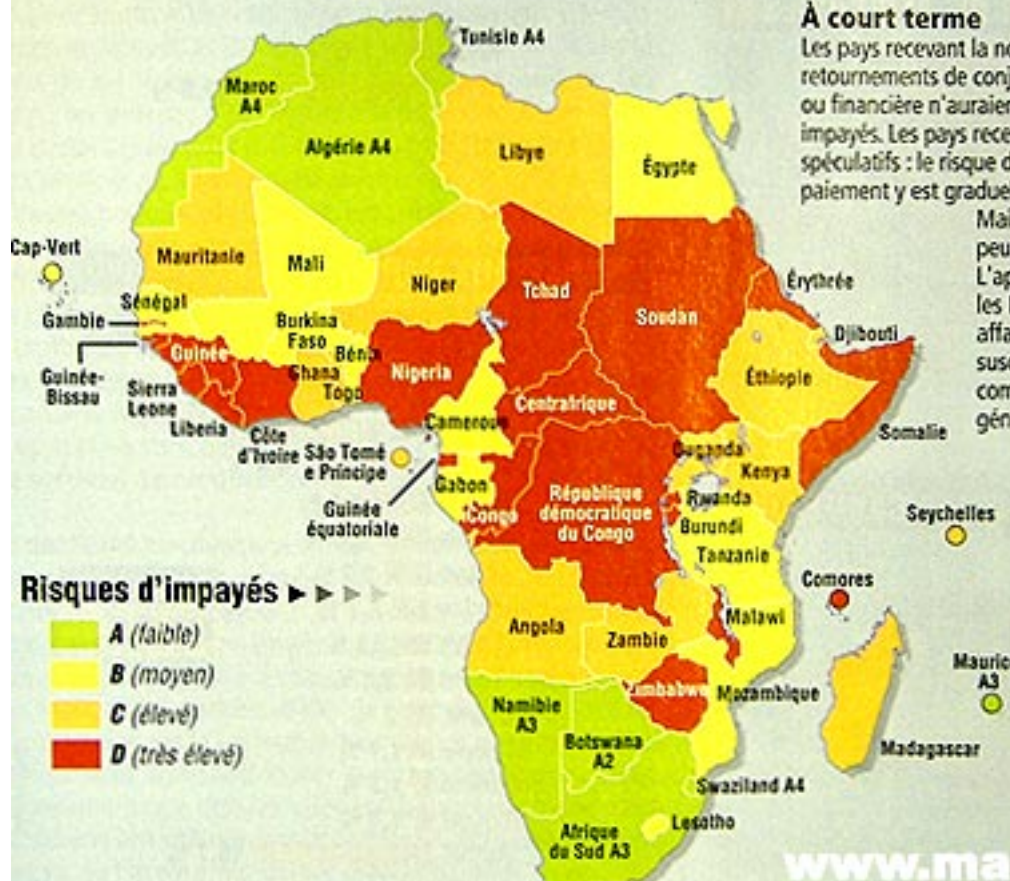 À court terme
Les pays recevant la
retournements de
ou financière n'auraien
impayés. Les pays
spéculatifs : le risque
paiement y est
Mai
peu
L'ap
les
affa
sus
com
gén
Tunisie A4
Maroc
A4
Algérie A4
Libye
Égypte
Cap-Vert
Mauritanie
Mali
Niger
Tchad
Soudan
Érythrée
Sénégal
Gambie
Burkina
Faso
Bénin
Djibouti
Guinée
Ghana
Nigeria
Éthiopie
Guinée-
Bissau
Togo
Sierra
Leone
Centrafrique
Cameroun
Somalie
Liberia
Côte
d'Ivoire
São Tomé
e Príncipe
Ouganda
Kenya
Gabon
Guinée
équatoriale
République
démocratique
du Congo
Rwanda
Congo
Burundi
Seychelles
Tanzanie
Risques d'impayés
Comores
A (faible)
Angola
Malawi
Zambie
B (moyen)
Mauric
A3
Zimbabwe
Mozambique
C (élevé)
Namibie
A3
Botswana
A2
D (très élevé)
Madagascar
Swaziland A4
Lesotho
Afrique
du Sud A3
www.ma